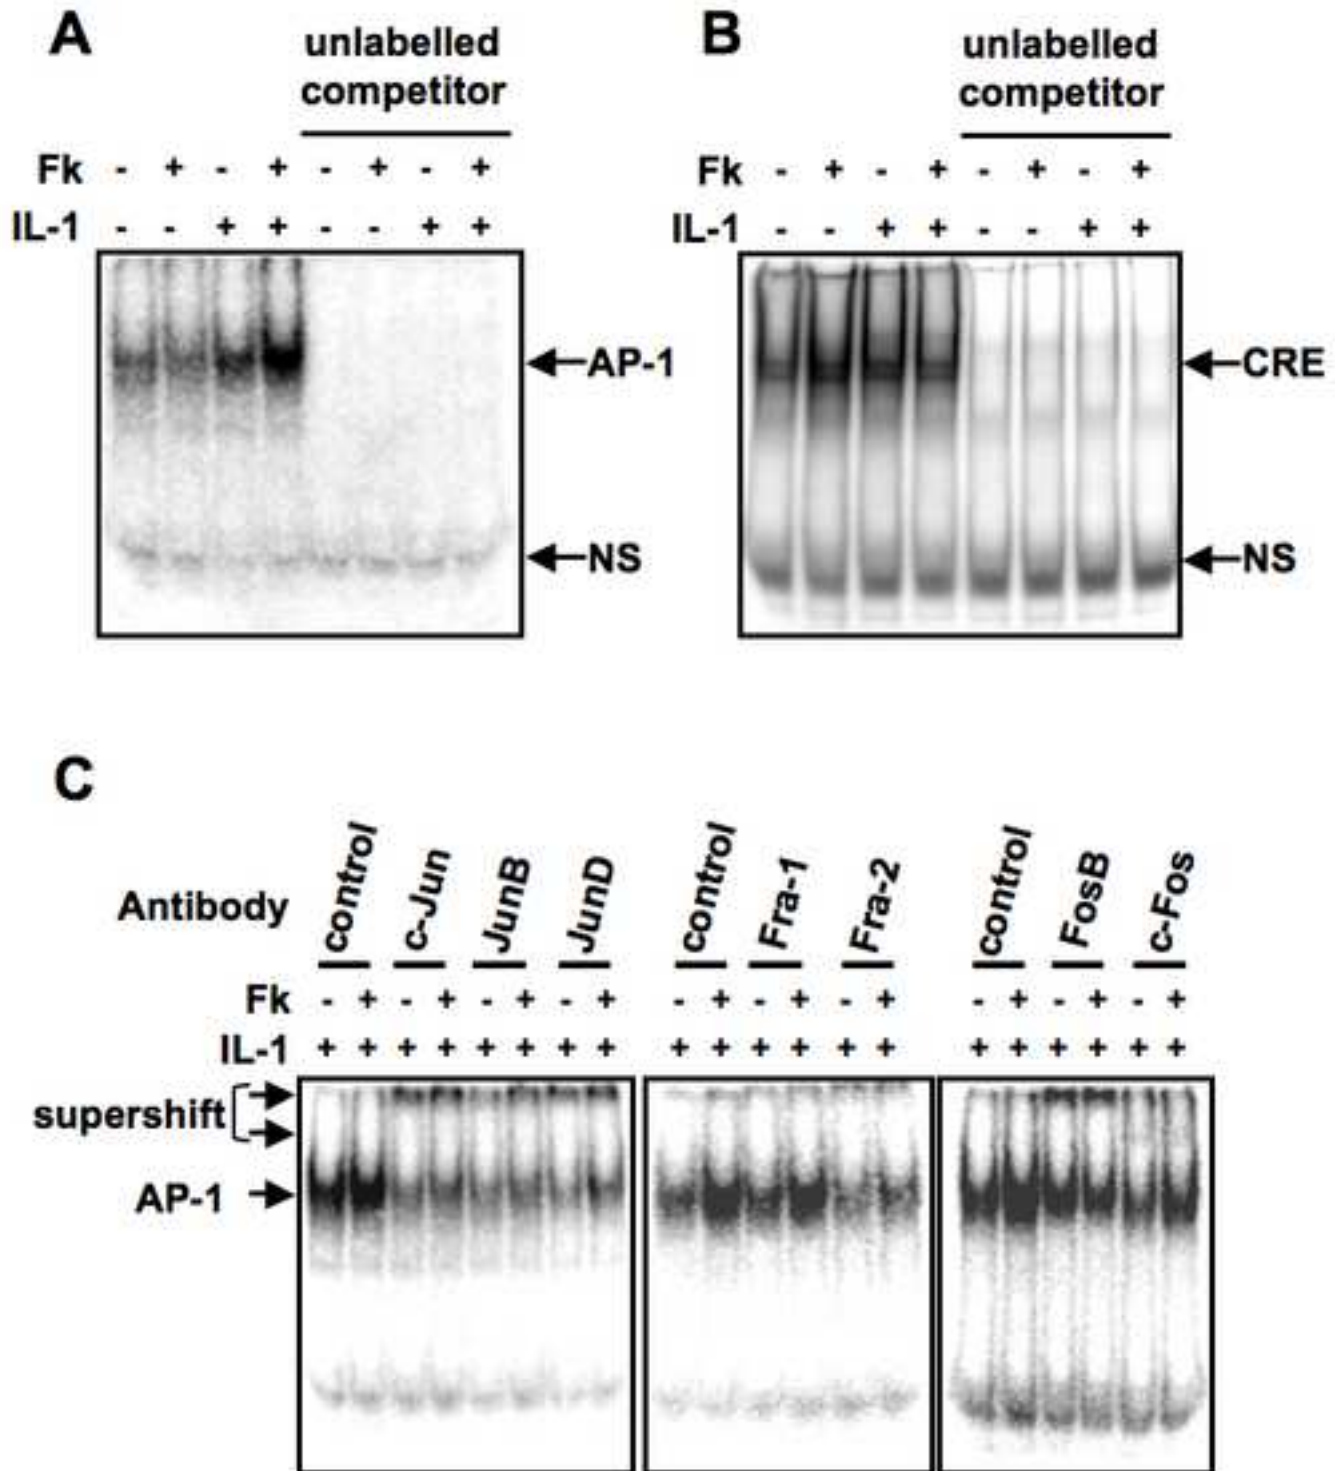 A
unlabelled
competitor
Fk - + - + - + - +
IL-1 - - + + - - + +
AP-1
NS
B
unlabelled
competitor
Fk - + - + - + - +
IL-1 - - + + - - + +
CRE
NS
C
Antibody control c-Jun JunB JunD control Fra-1 Fra-2 control FosB c-Fos
Fk - + - + - + - + - + - + - + - + - + - +
IL-1 + + + + + + + + + + + + + + + + + + + +
supershift
AP-1